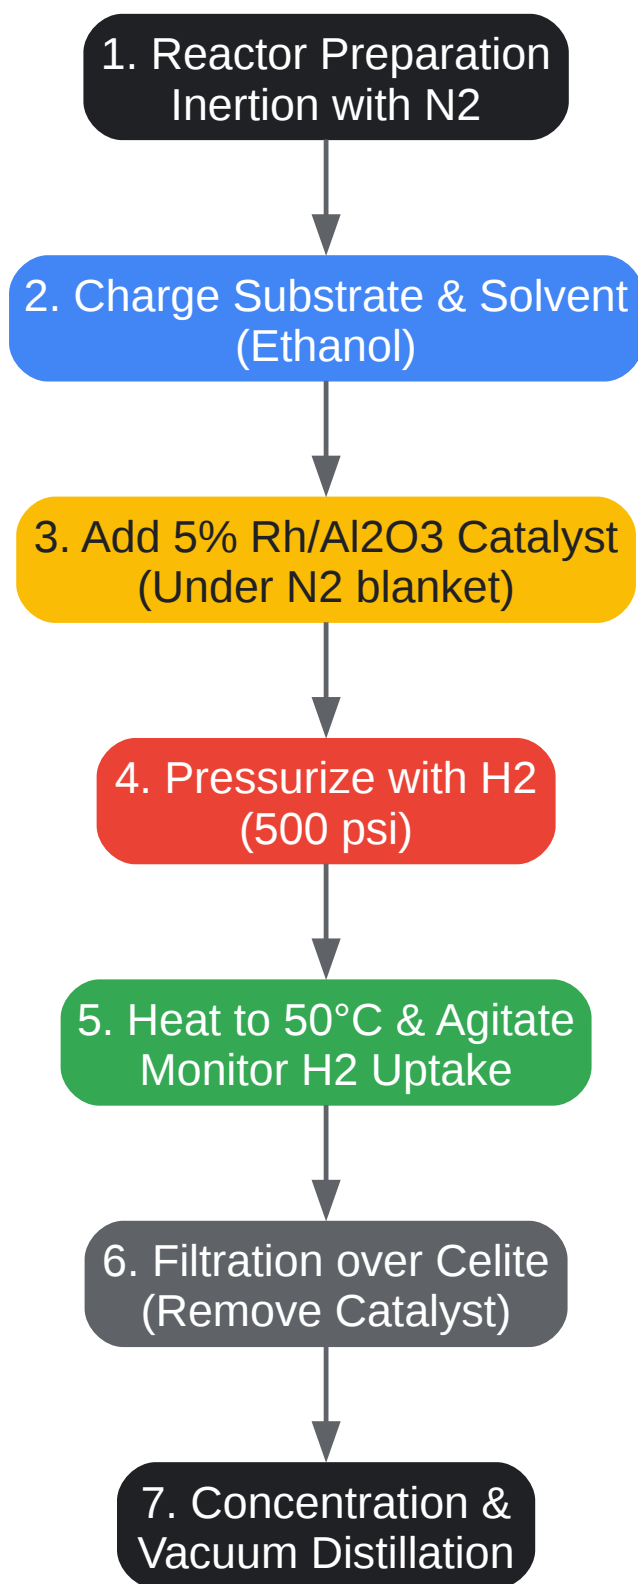 1. Reactor Preparation
Inertion with N2
2. Charge Substrate & Solvent
(Ethanol)
3. Add 5% Rh/Al2O3 Catalyst
(Under N2 blanket)
4. Pressurize with H2
(500 psi)
5. Heat to 50°C & Agitate
Monitor H2 Uptake
6. Filtration over Celite
(Remove Catalyst)
7. Concentration &
Vacuum Distillation